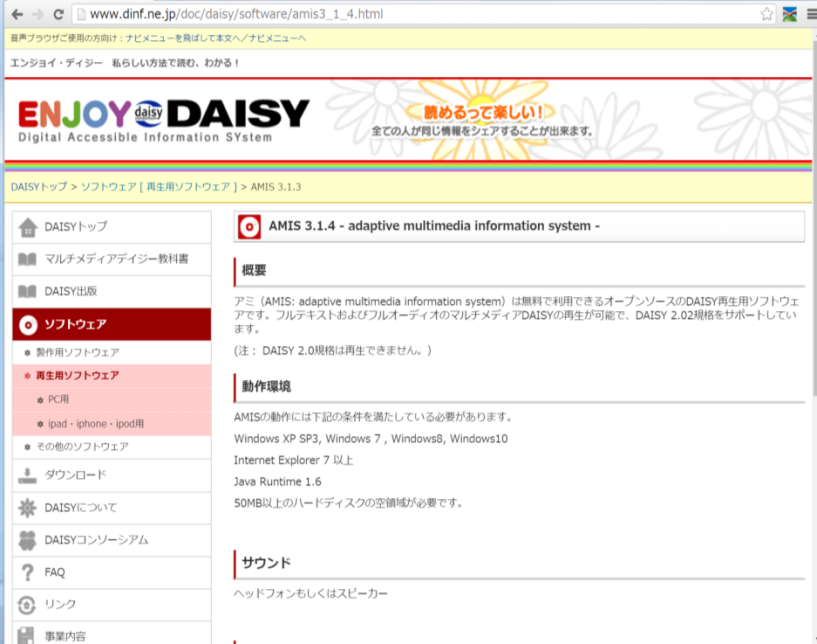 www.dinf.ne.jp/doc/daisy/software/amis3_1_4.html
音声ブラウザご使用の方向け：ナビメニューを飛ばして本文へ／ナビメニューへ
エンジョイ・デイジー　私らしい方法で読む、わかる！
ENJOY daisy DAISY
Digital Accessible Information SYstem
読めるって楽しい！
全ての人が同じ情報をシェアすることが出来ます。
DAISYトップ > ソフトウェア [ 再生用ソフトウェア ] > AMIS 3.1.3
DAISYトップ
マルチメディアデイジー教科書
DAISY出版
ソフトウェア
製作用ソフトウェア
再生用ソフトウェア
PC用
ipad・iphone・ipod用
その他のソフトウェア
ダウンロード
DAISYについて
DAISYコンソーシアム
FAQ
リンク
事業内容
AMIS 3.1.4 - adaptive multimedia information system -
概要
アミ（AMIS: adaptive multimedia information system）は無料で利用できるオープンソースのDAISY再生用ソフトウェ
アです。フルテキストおよびフルオーディオのマルチメディアDAISYの再生が可能で、DAISY 2.02規格をサポートしてい
ます。
(注： DAISY 2.0規格は再生できません。)
動作環境
AMISの動作には下記の条件を満たしている必要があります。
Windows XP SP3, Windows 7 , Windows8, Windows10
Internet Explorer 7 以上
Java Runtime 1.6
50MB以上のハードディスクの空領域が必要です。
サウンド
ヘッドフォンもしくはスピーカー